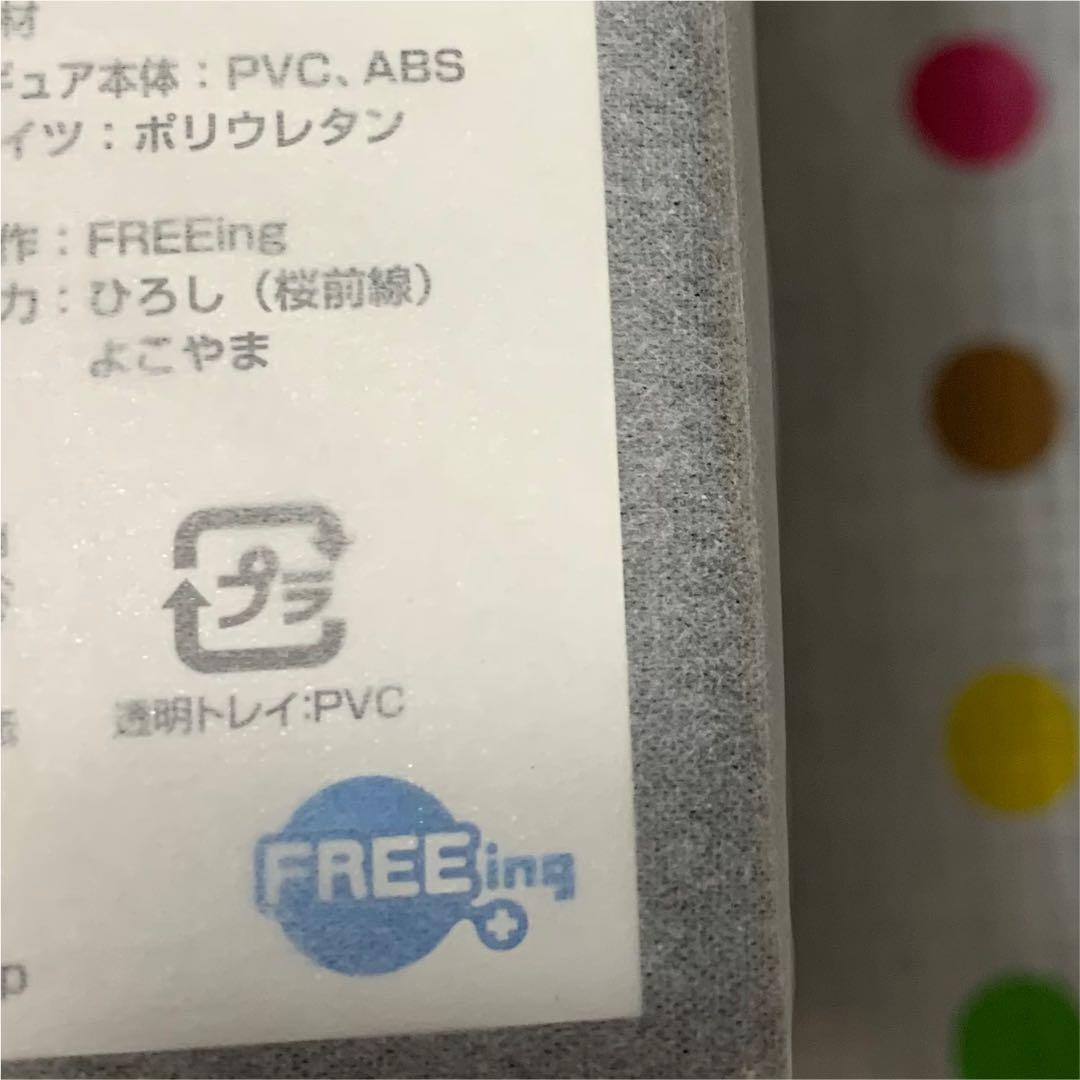 材
ギュア本体：PVC、ABS
イツ：ポリウレタン
作：FREEing
力：ひろし（桜前線）
よこやま
プラ
透明トレイ:PVC
FREEing
p